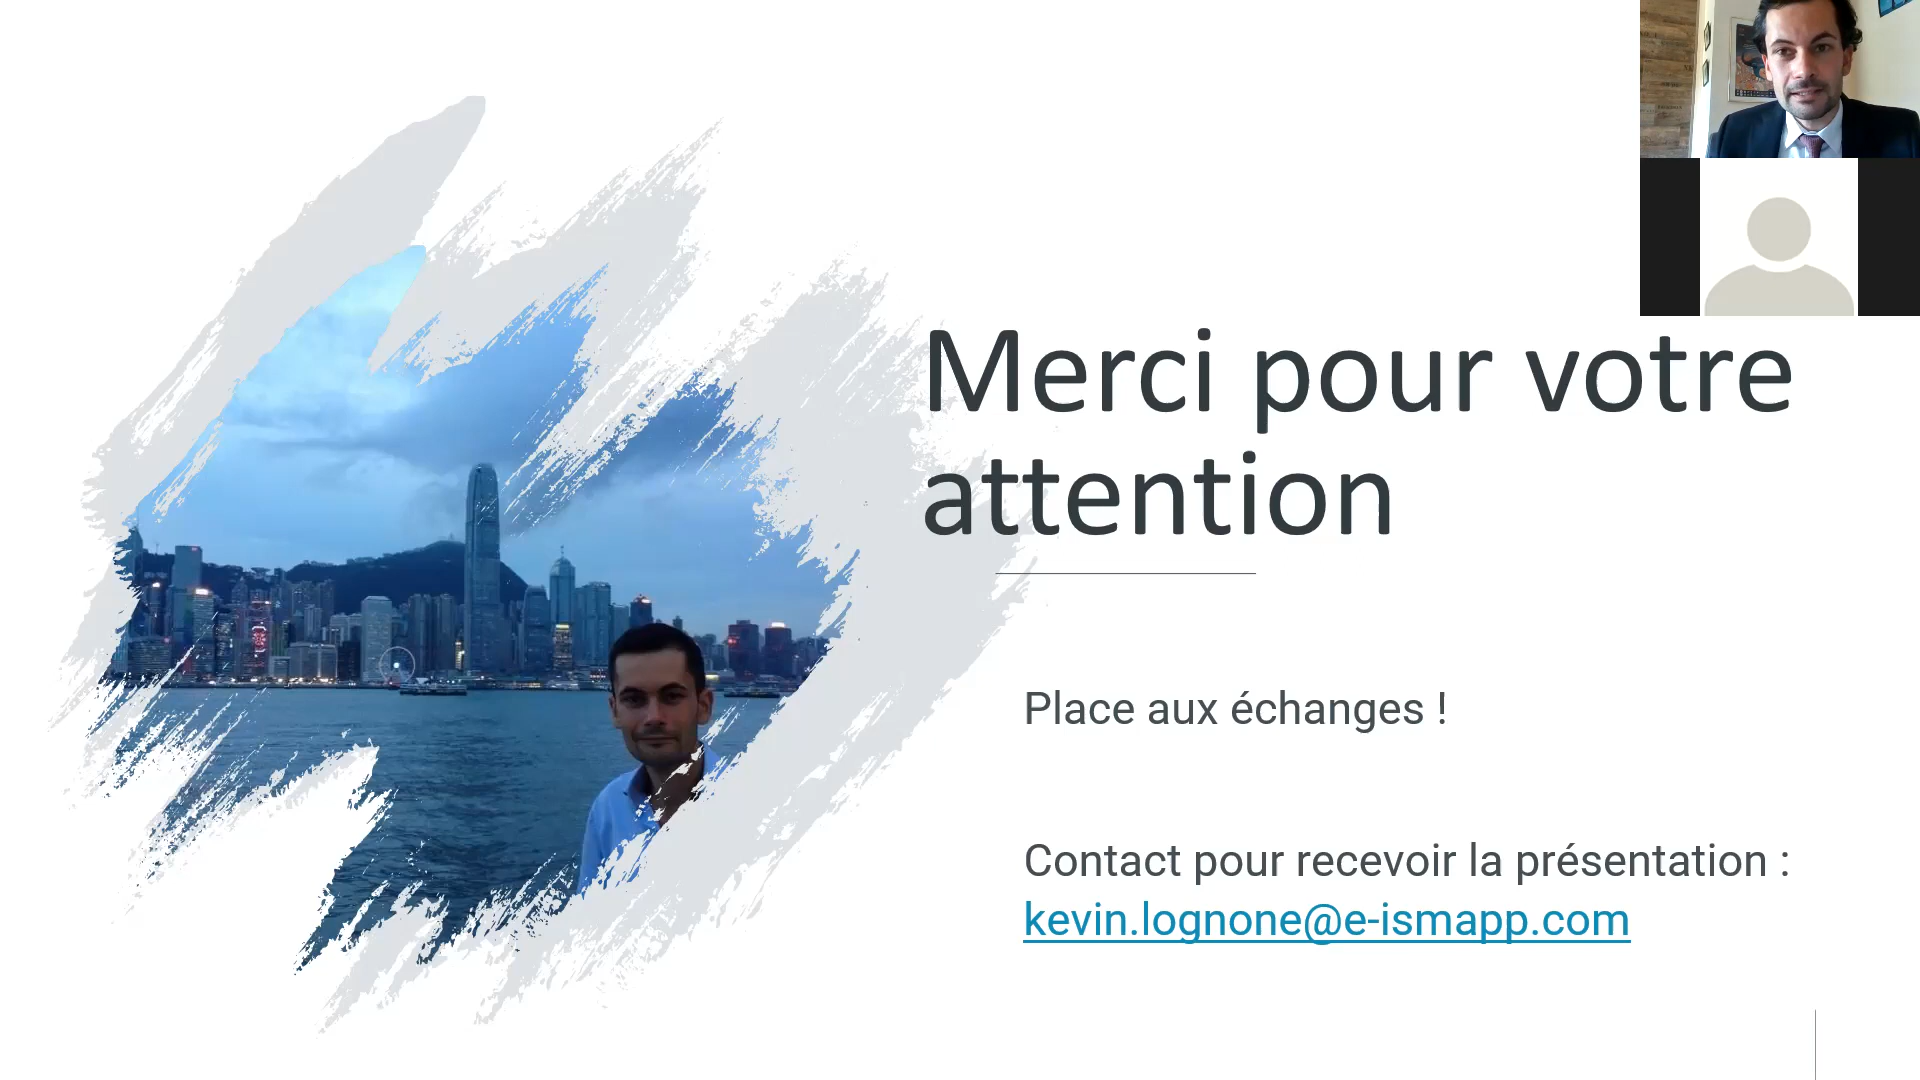 Merci pour votre
attention
Place aux échanges !
Contact pour recevoir la présentation :
kevin.lognone@e-ismapp.com